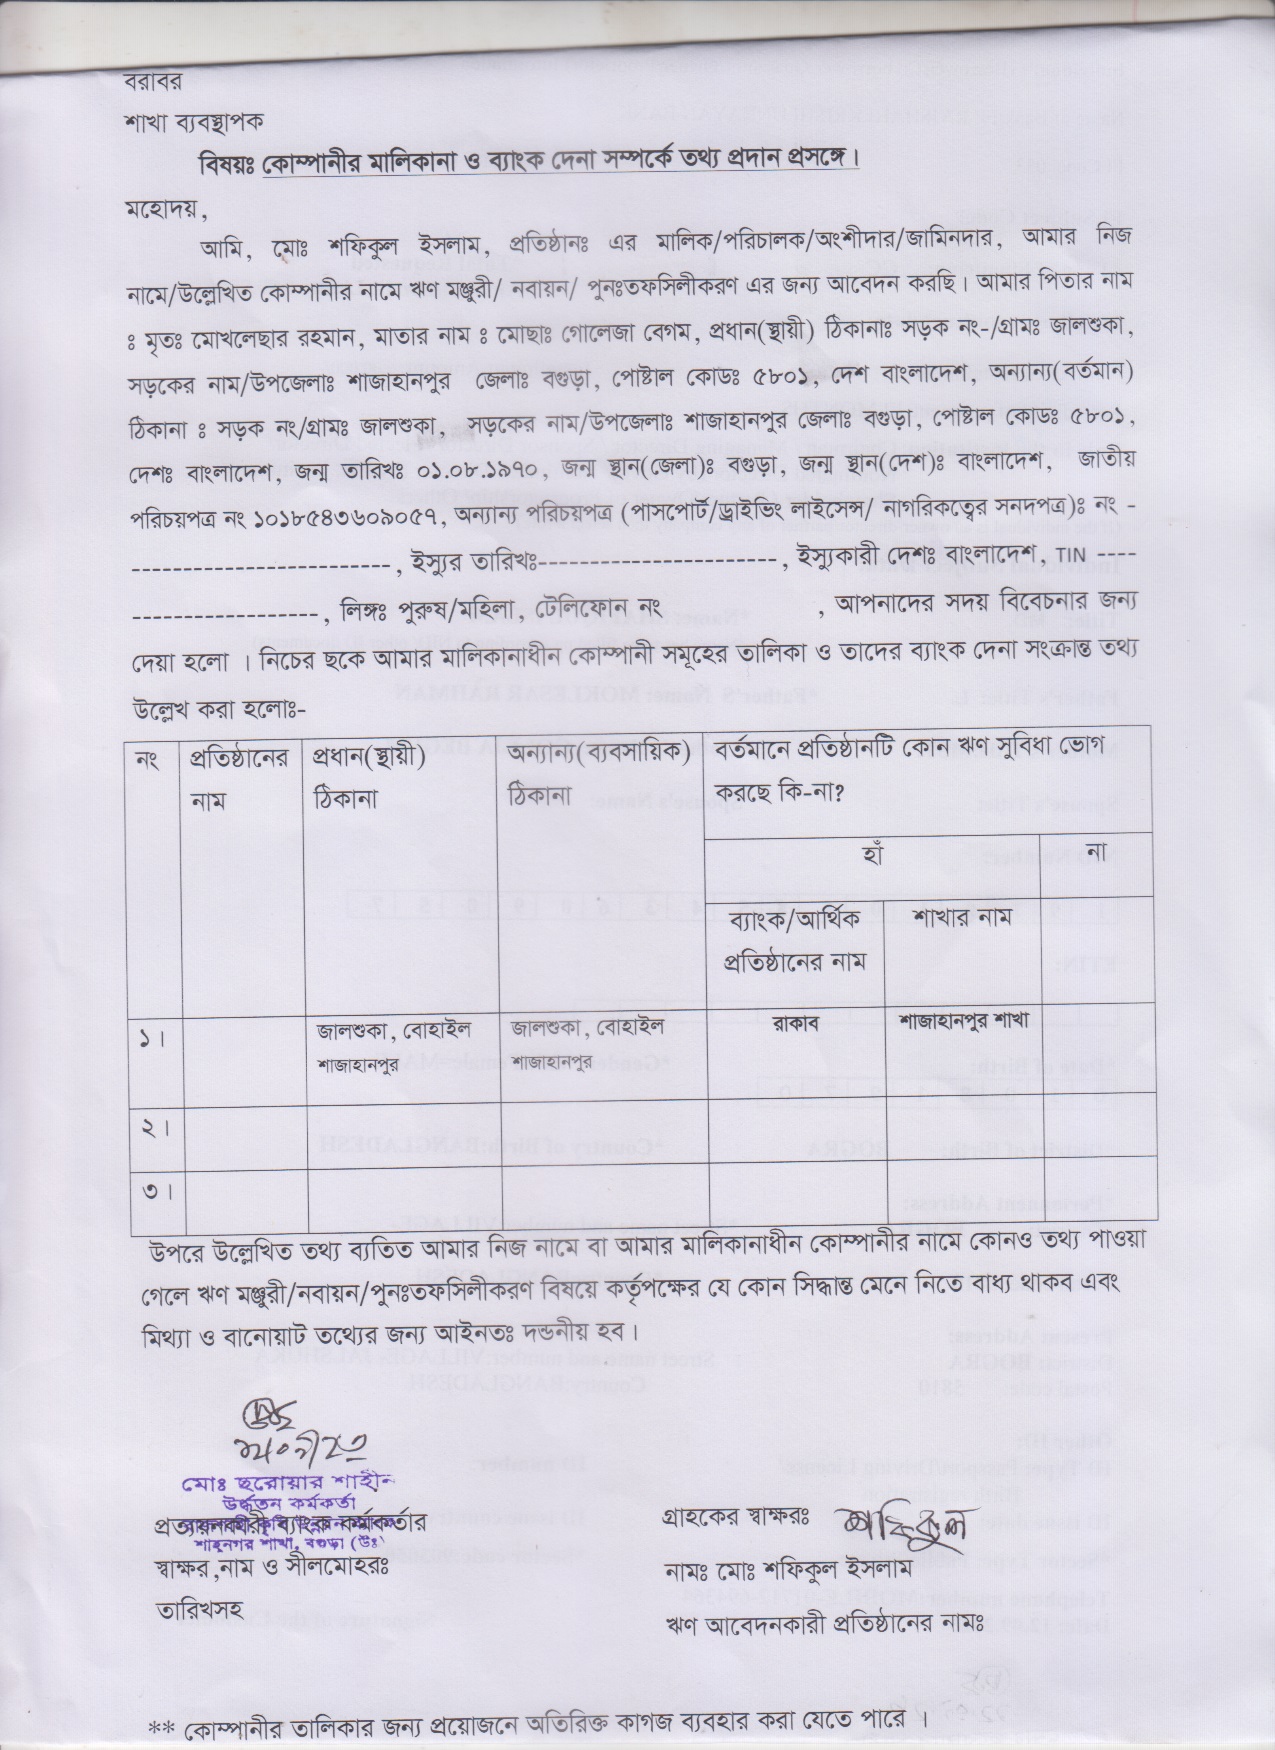 বরাবর
শাখা ব্যবস্থাপক
বিষয়ঃ কোম্পানীর মালিকানা ও ব্যাংক দেনা সম্পর্কে তথ্য প্রদান প্রসঙ্গে।
মহোদয়,
আমি, মোঃ শফিকুল ইসলাম, প্রতিষ্ঠানঃ এর মালিক/পরিচালক/অংশীদার/জামিনদার, আমার নিজ
নামে/উল্লেখিত কোম্পানীর নামে ঋণ মঞ্জুরী/ নবায়ন/ পুনঃতফসিলীকরণ এর জন্য আবেদন করছি। আমার পিতার নাম
ঃ মৃতঃ মোখলেছার রহমান, মাতার নাম ঃ মোছাঃ গোলেজা বেগম, প্রধান(স্থায়ী) ঠিকানাঃ সড়ক নং-/গ্রামঃ জালশুকা,
সড়কের নাম/উপজেলাঃ শাজাহানপুর জেলাঃ বগুড়া, পোষ্টাল কোডঃ ৫৮০১, দেশ বাংলাদেশ, অন্যান্য(বর্তমান)
ঠিকানা ঃ সড়ক নং/গ্রামঃ জালশুকা, সড়কের নাম/উপজেলাঃ শাজাহানপুর জেলাঃ বগুড়া, পোষ্টাল কোডঃ ৫৮০১,
দেশঃ বাংলাদেশ, জন্ম তারিখঃ ০১.০৮.১৯৭০, জন্ম স্থান(জেলা)ঃ বগুড়া, জন্ম স্থান(দেশ)ঃ বাংলাদেশ, জাতীয়
পরিচয়পত্র নং ১০১৮৫৪৩৬০৯০৫৭, অন্যান্য পরিচয়পত্র (পাসপোর্ট/ড্রাইভিং লাইসেন্স/ নাগরিকত্বের সনদপত্র)ঃ নং -
--------------------------, ইস্যুর তারিখঃ------------------------, ইস্যুকারী দেশঃ বাংলাদেশ, TIN ----
-------------------, লিঙ্গঃ পুরুষ/মহিলা, টেলিফোন নং , আপনাদের সদয় বিবেচনার জন্য
দেয়া হলো । নিচের ছকে আমার মালিকানাধীন কোম্পানী সমূহের তালিকা ও তাদের ব্যাংক দেনা সংক্রান্ত তথ্য
উল্লেখ করা হলোঃ-
নং প্রতিষ্ঠানের নাম প্রধান(স্থায়ী) ঠিকানা অন্যান্য(ব্যবসায়িক) ঠিকানা বর্তমানে প্রতিষ্ঠানটি কোন ঋণ সুবিধা ভোগ
করছে কি-না?
হাঁ না
ব্যাংক/আর্থিক প্রতিষ্ঠানের নাম শাখার নাম
১। জালশুকা, বোহাইল শাজাহানপুর জালশুকা, বোহাইল শাজাহানপুর রাকাব শাজাহানপুর শাখা
২।
৩।
উপরে উল্লেখিত তথ্য ব্যতিত আমার নিজ নামে বা আমার মালিকানাধীন কোম্পানীর নামে কোনও তথ্য পাওয়া
গেলে ঋণ মঞ্জুরী/নবায়ন/পুনঃতফসিলীকরণ বিষয়ে কর্তৃপক্ষের যে কোন সিদ্ধান্ত মেনে নিতে বাধ্য থাকব এবং
মিথ্যা ও বানোয়াট তথ্যের জন্য আইনতঃ দন্ডনীয় হব।
মোঃ ছরোয়ার শাহীন
উর্দ্ধতন কর্মকর্তা
প্রত্যয়নকারী ব্যাংক কর্মকর্তার
শাহনগর শাখা, বগুড়া (উঃ)
স্বাক্ষর,নাম ও সীলমোহরঃ
তারিখসহ
গ্রাহকের স্বাক্ষরঃ শফিকুল
নামঃ মোঃ শফিকুল ইসলাম
ঋণ আবেদনকারী প্রতিষ্ঠানের নামঃ
** কোম্পানীর তালিকার জন্য প্রয়োজনে অতিরিক্ত কাগজ ব্যবহার করা যেতে পারে ।